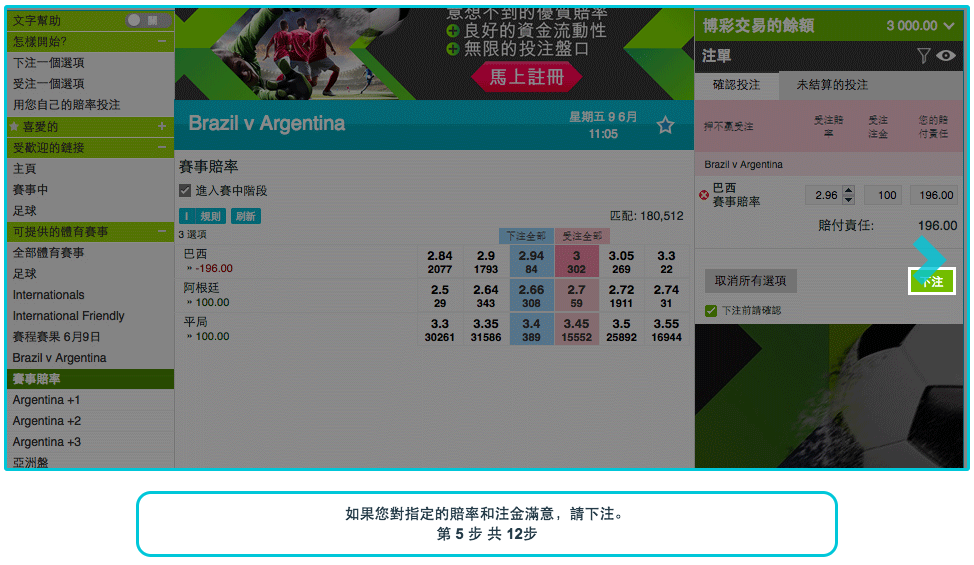 文字幫助
關
怎樣開始? −
下注一個選項
受注一個選項
用您自己的賠率投注
喜愛的 +
受歡迎的鏈接 −
主頁
賽事中
足球
可提供的體育賽事 −
全部體育賽事
足球
Internationals
International Friendly
賽程賽果 6月9日
Brazil v Argentina
賽事賠率
Argentina +1
Argentina +2
Argentina +3
亞洲盤
意想不到的優質賠率
良好的資金流動性
無限的投注盤口
馬上註冊
Brazil v Argentina
星期五 9 6月
11:05
賽事賠率
進入賽中階段
I 規則 刷新
匹配: 180,512
3 選項 下注全部 受注全部
巴西 2.84 2.9 2.94 3 3.05 3.3
» -196.00 2077 1793 84 302 269 22
阿根廷 2.5 2.64 2.66 2.7 2.72 2.74
» 100.00 29 343 308 59 1911 31
平局 3.3 3.35 3.4 3.45 3.5 3.55
» 100.00 30261 31586 389 15552 25892 16944
博彩交易的餘額 3 000.00
注單
確認投注 未結算的投注
押不贏受注 受注賠率 受注注金 您的賠付責任
Brazil v Argentina
巴西
賽事賠率 2.96 100 196.00
賠付責任: 196.00
取消所有選項 下注
下注前請確認
如果您對指定的賠率和注金滿意，請下注。
第 5 步 共 12步